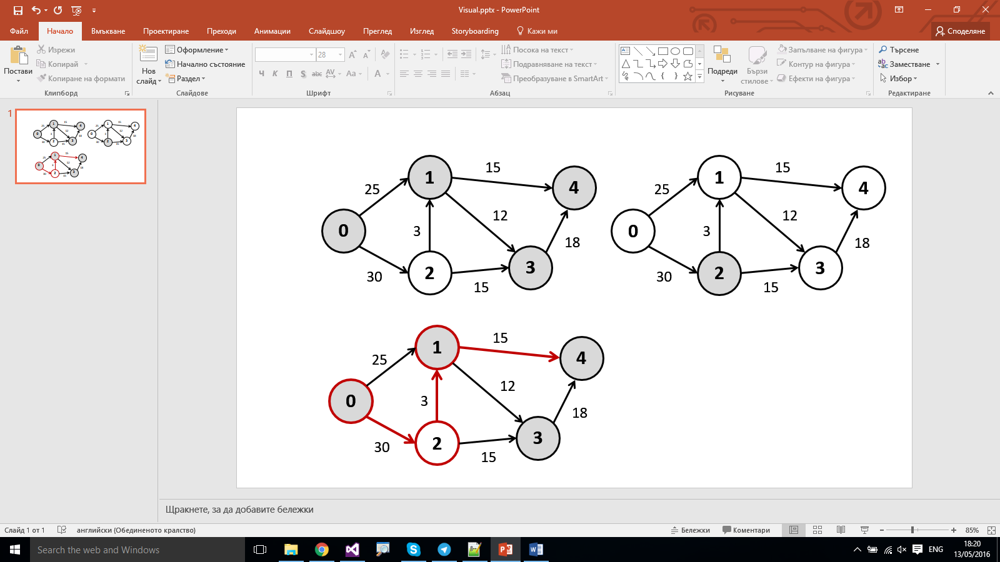 Visual.pptx - PowerPoint
Файл Начало Вмъкване Проектиране Преходи Анимации Слайдшоу Преглед Изглед Storyboarding Кажи ми Споделяне
Постави
Изрежи
Копирай
Копиране на формати
Клипборд
Нов слайд
Оформление
Начално състояние
Раздел
Слайдове
28
Ч К П S abc AV Aa A
Шрифт
Посока на текст
Подравняване на текст
Преобразуване в SmartArt
Абзац
Подреди
Бързи стилове
Запълване на фигура
Контур на фигура
Ефекти на фигура
Рисуване
Търсене
Заместване
Избор
Редактиране
1
0 1 2 3 4
25 15 12 3 30 15 18
0 1 2 3 4
25 15 12 3 30 15 18
0 1 2 3 4
25 15 12 3 30 15 18
Щракнете, за да добавите бележки
Слайд 1 от 1 английски (Обединеното кралство) Бележки Коментари 85%
Search the web and Windows
ENG
18:20
13/05/2016